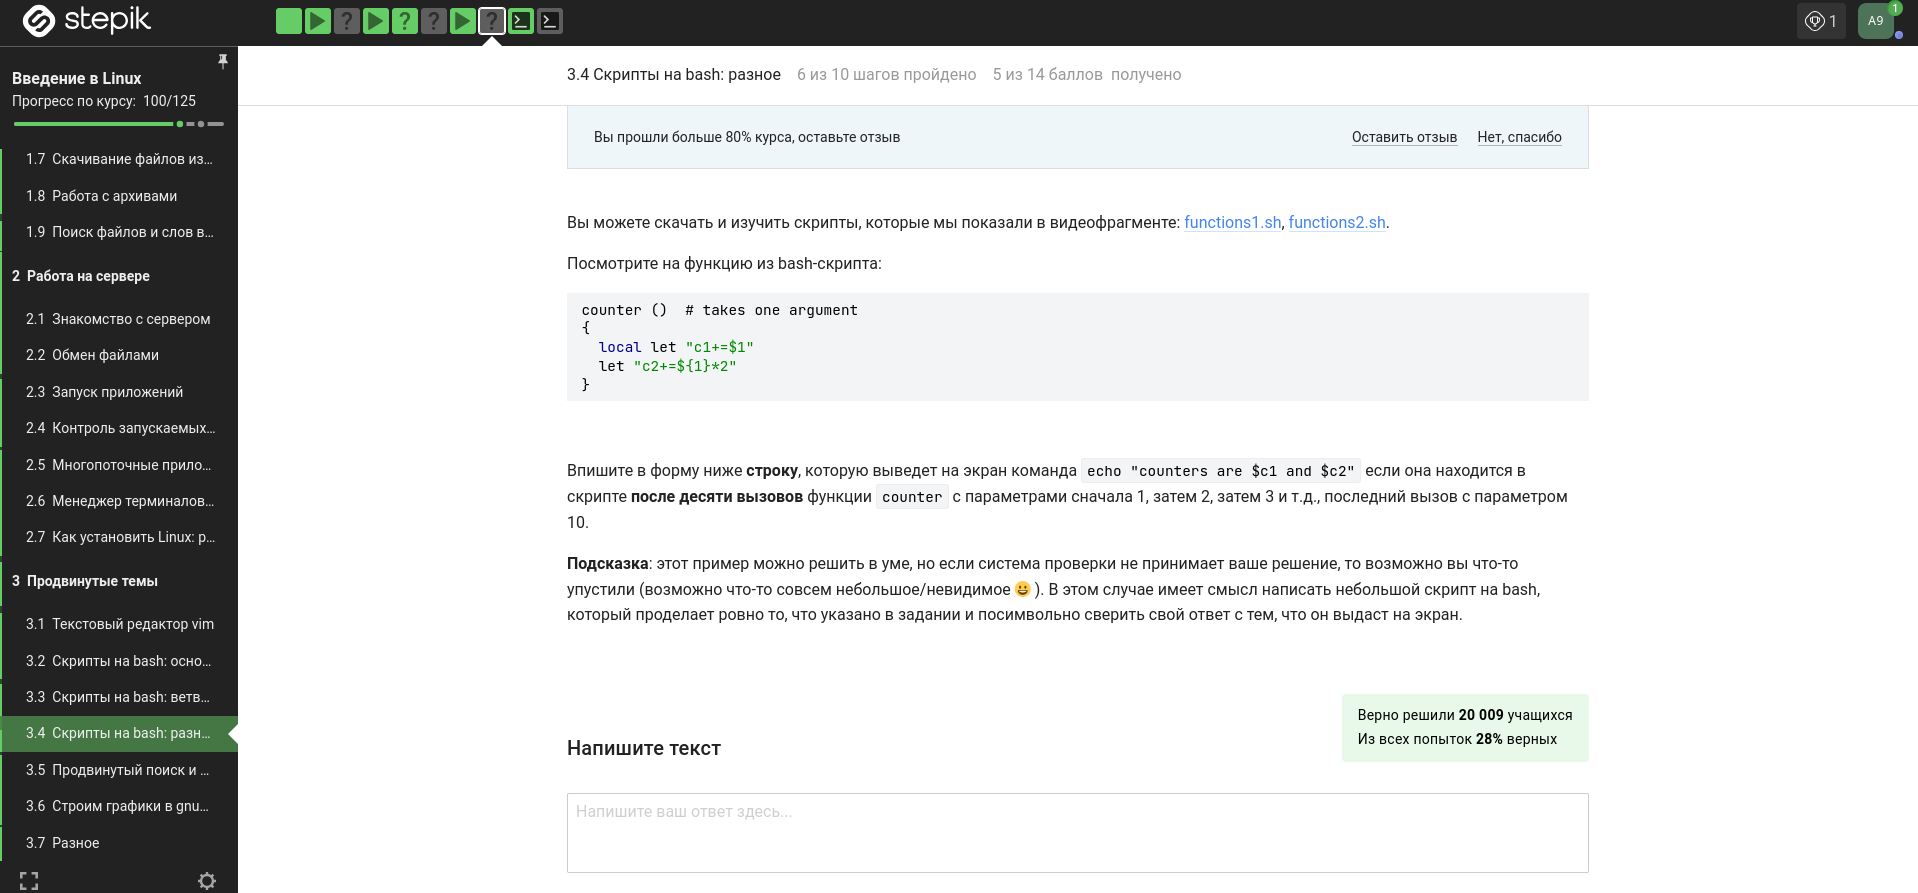 stepik
?
?
?
?
1
A9
1
Введение в Linux
Прогресс по курсу: 100/125
1.7 Скачивание файлов из...
1.8 Работа с архивами
1.9 Поиск файлов и слов в...
2 Работа на сервере
2.1 Знакомство с сервером
2.2 Обмен файлами
2.3 Запуск приложений
2.4 Контроль запускаемых...
2.5 Многопоточные прило...
2.6 Менеджер терминалов...
2.7 Как установить Linux: р...
3 Продвинутые темы
3.1 Текстовый редактор vim
3.2 Скрипты на bash: осно...
3.3 Скрипты на bash: ветв...
3.4 Скрипты на bash: разн...
3.5 Продвинутый поиск и ...
3.6 Строим графики в gnu...
3.7 Разное
3.4 Скрипты на bash: разное 6 из 10 шагов пройдено 5 из 14 баллов получено
Вы прошли больше 80% курса, оставьте отзыв Оставить отзыв Нет, спасибо
Вы можете скачать и изучить скрипты, которые мы показали в видеофрагменте: functions1.sh, functions2.sh.
Посмотрите на функцию из bash-скрипта:
counter ()  # takes one argument
{
  local let "c1+=$1"
  let "c2+=${1}*2"
}
Впишите в форму ниже строку, которую выведет на экран команда echo "counters are $c1 and $c2" если она находится в
скрипте после десяти вызовов функции counter с параметрами сначала 1, затем 2, затем 3 и т.д., последний вызов с параметром
10.
Подсказка: этот пример можно решить в уме, но если система проверки не принимает ваше решение, то возможно вы что-то
упустили (возможно что-то совсем небольшое/невидимое 😀 ). В этом случае имеет смысл написать небольшой скрипт на bash,
который проделает ровно то, что указано в задании и посимвольно сверить свой ответ с тем, что он выдаст на экран.
Верно решили 20 009 учащихся
Из всех попыток 28% верных
Напишите текст
Напишите ваш ответ здесь...